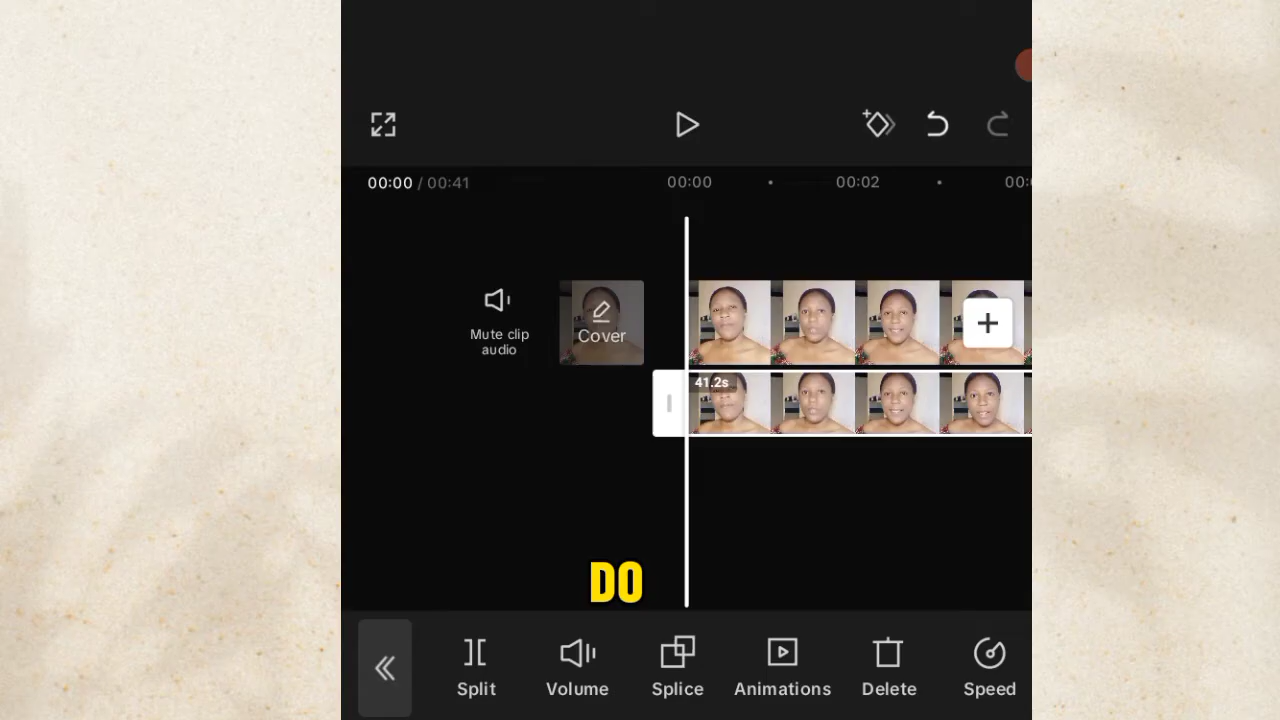 00:00 / 00:41
00:00
00:02
Mute clip
audio
Cover
41.2s
DO
Split
Volume
Splice
Animations
Delete
Speed